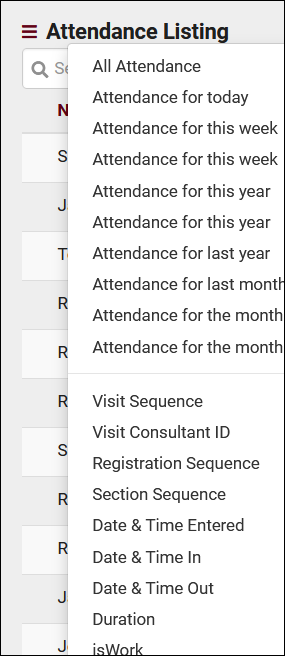 Attendance Listing
Se
All Attendance
Attendance for today
Attendance for this week
Attendance for this week
Attendance for this year
Attendance for this year
Attendance for last year
Attendance for last month
Attendance for the month
Attendance for the month
Visit Sequence
Visit Consultant ID
Registration Sequence
Section Sequence
Date & Time Entered
Date & Time In
Date & Time Out
Duration
isWork
N
S
J
T
R
R
R
S
R
R
J
J